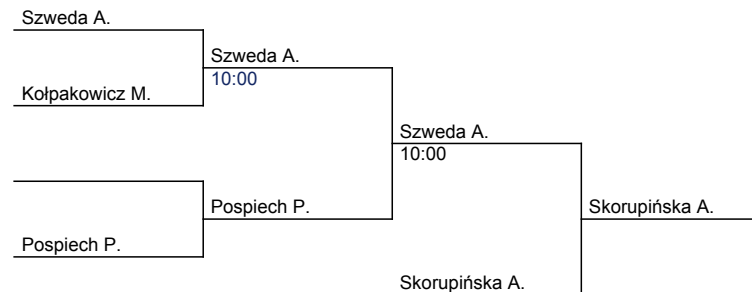 Szweda A.
Szweda A.
10:00
Kołpakowicz M.
Szweda A.
10:00
Pospiech P.
Skorupińska A.
Pospiech P.
Skorupińska A.